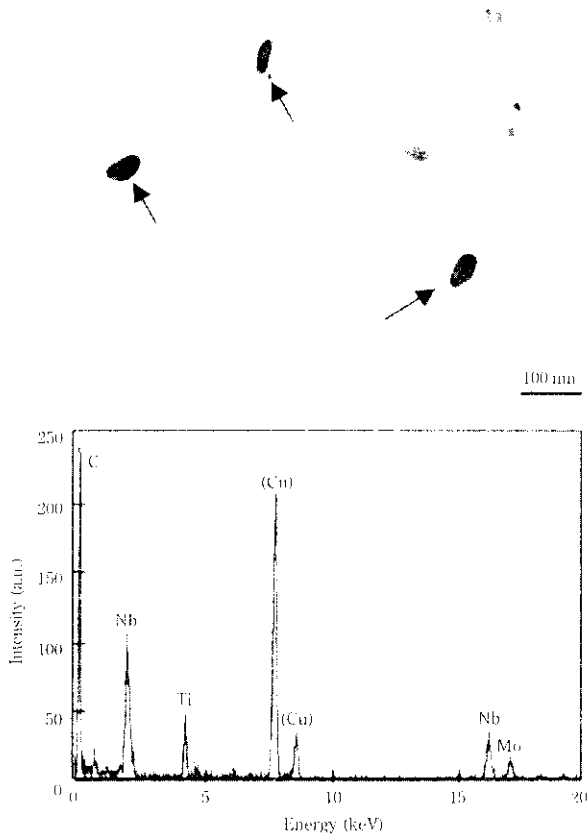 100 nm
250
C
(Cu)
200
150
Nb
100
Ti
50
(Cu)
Nb
Mo
0
0 5 10 15 20
Intensity (a.u.)
Energy (keV)